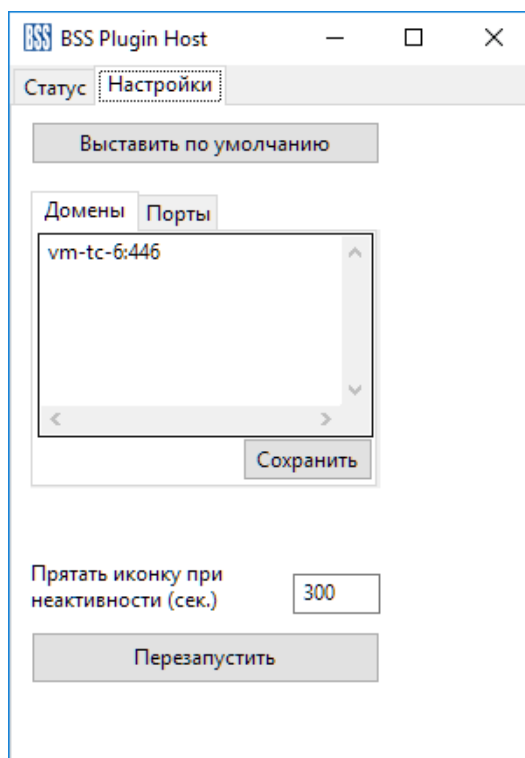 BSS BSS Plugin Host
Статус Настройки
Выставить по умолчанию
Домены Порты
vm-tc-6:446
Сохранить
Прятать иконку при
неактивности (сек.)
300
Перезапустить